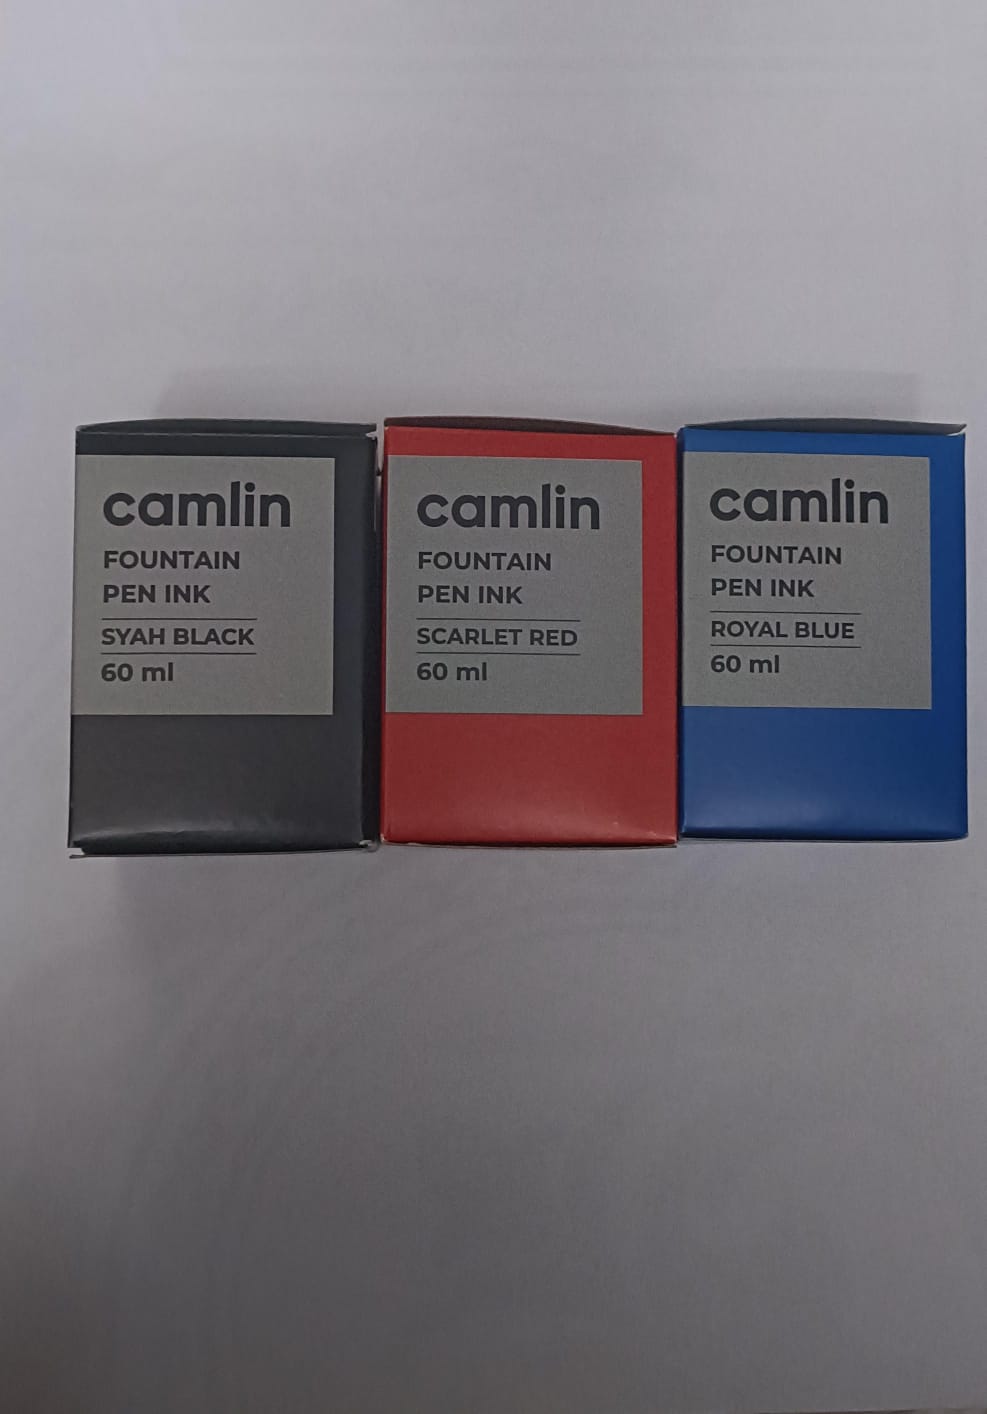 camlin
FOUNTAIN
PEN INK
SYAH BLACK
60 ml
camlin
FOUNTAIN
PEN INK
SCARLET RED
60 ml
camlin
FOUNTAIN
PEN INK
ROYAL BLUE
60 ml